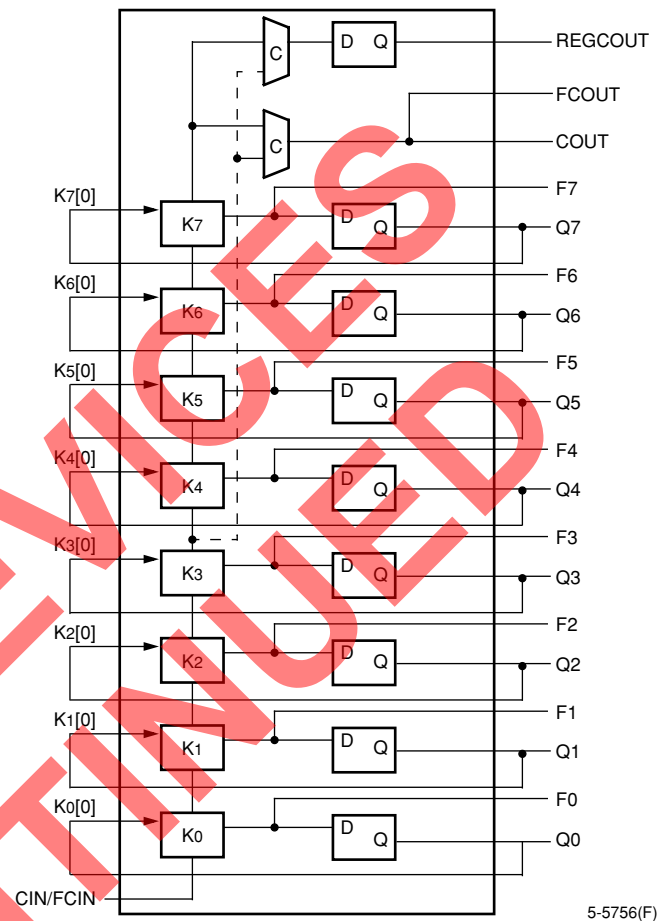 C
D Q
REGCOUT
FCOUT
C
COUT
K7[0]
K7
D
Q
F7
Q7
K6[0]
K6
D
Q
F6
Q6
K5[0]
K5
D
Q
F5
Q5
K4[0]
K4
D
Q
F4
Q4
K3[0]
K3
D
Q
F3
Q3
K2[0]
K2
D
Q
F2
Q2
K1[0]
K1
D
Q
F1
Q1
K0[0]
K0
D
Q
F0
Q0
CIN/FCIN
5-5756(F)
EVICES
TINUED